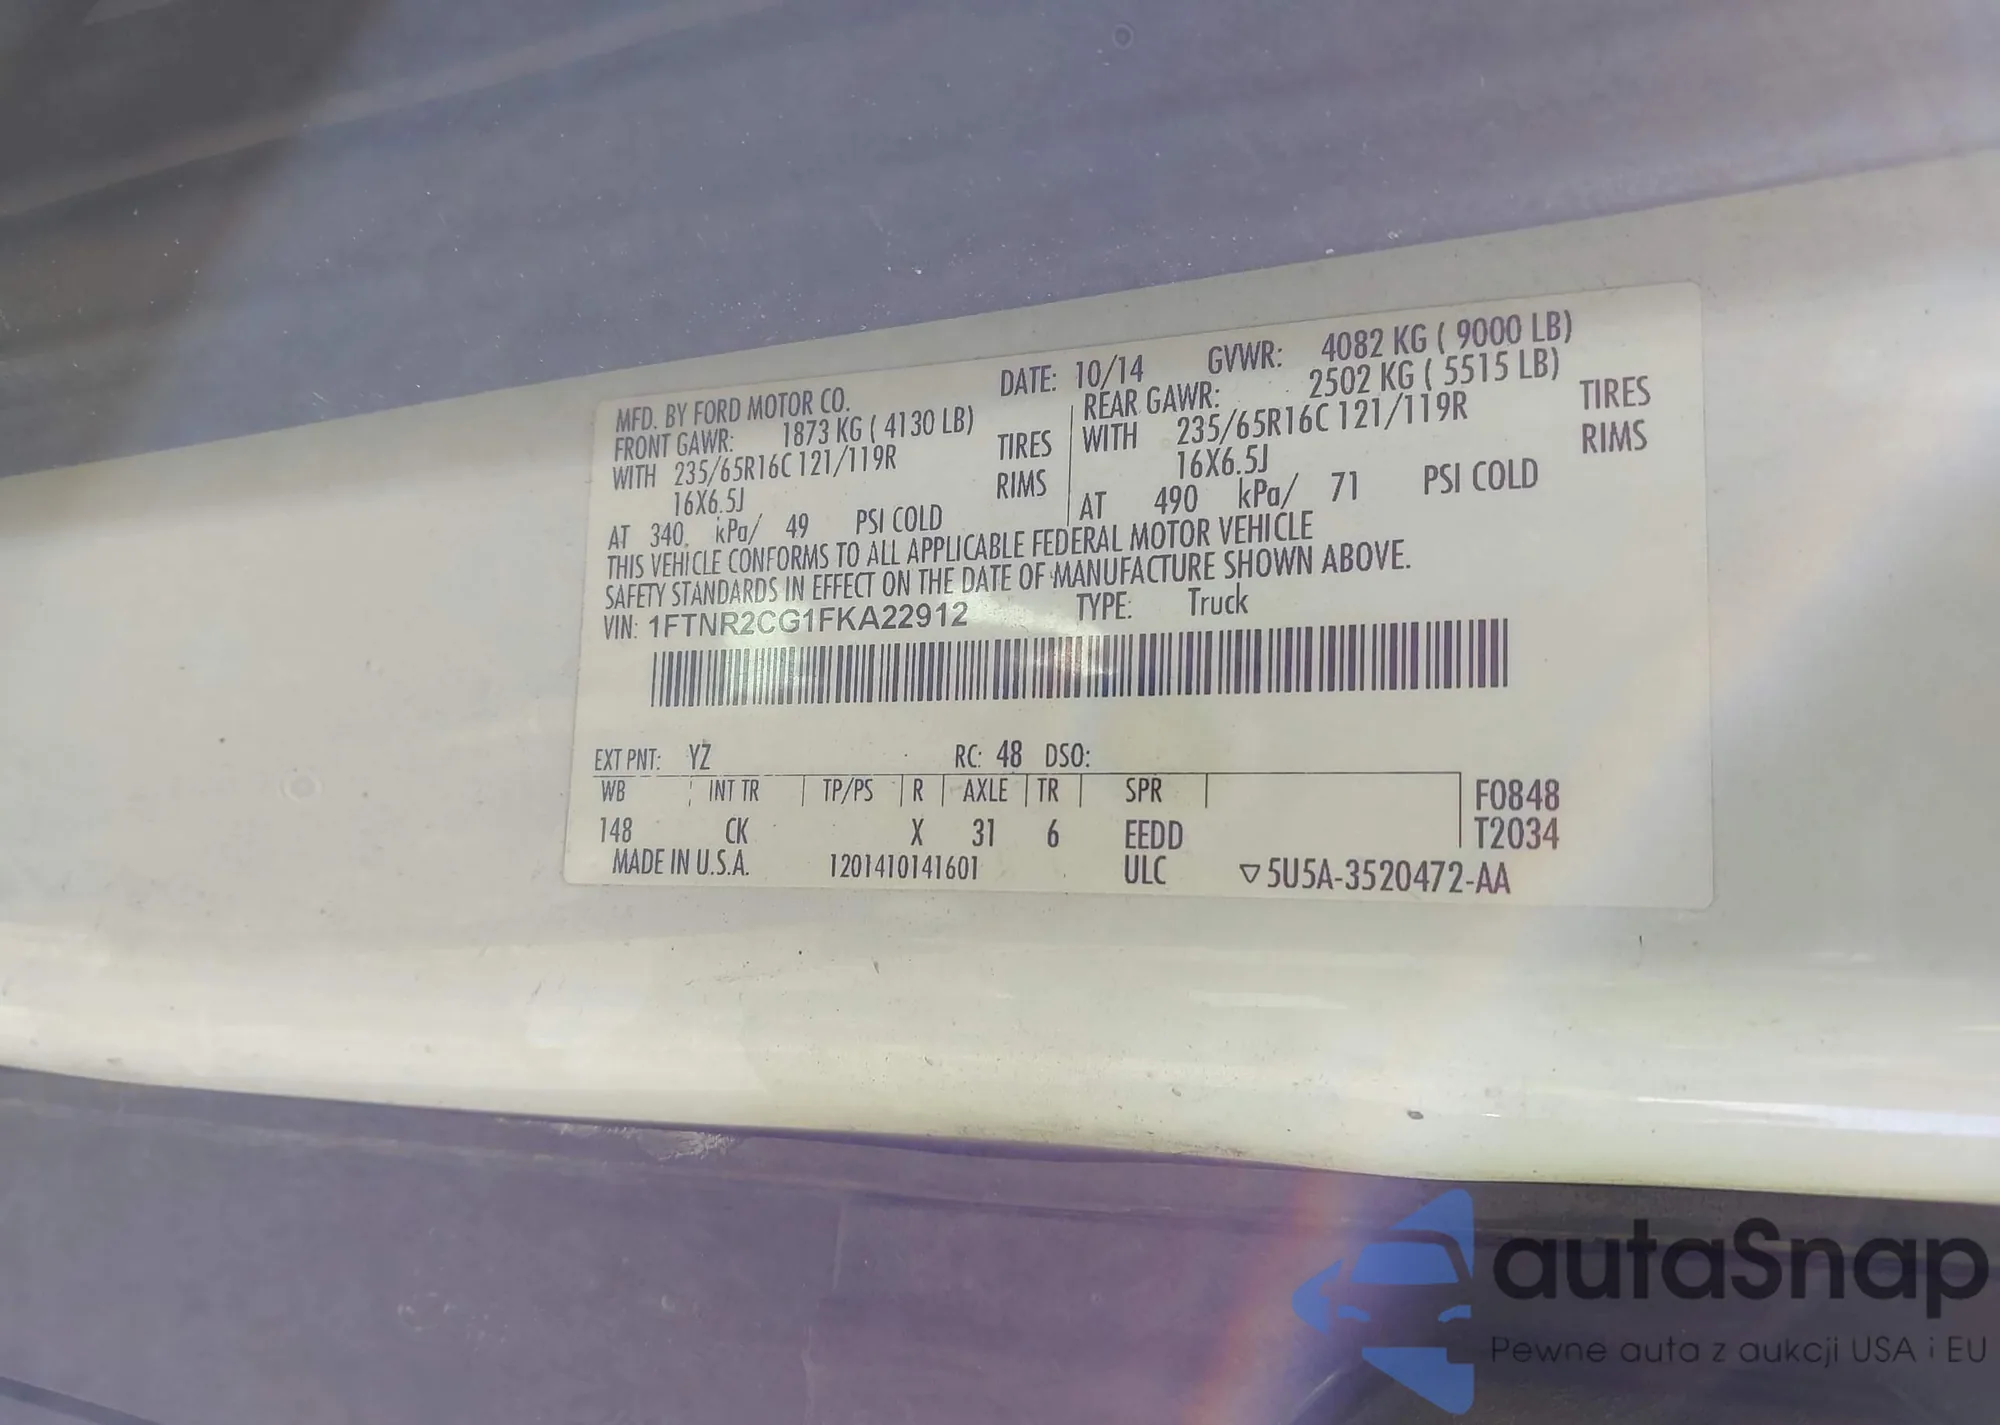 MFD. BY FORD MOTOR CO. DATE: 10/14 GVWR: 4082 KG ( 9000 LB)
FRONT GAWR: 1873 KG ( 4130 LB) REAR GAWR: 2502 KG ( 5515 LB)
WITH 235/65R16C 121/119R TIRES WITH 235/65R16C 121/119R TIRES
16X6.5J RIMS 16X6.5J RIMS
AT 340 kPa/ 49 PSI COLD AT 490 kPa/ 71 PSI COLD
THIS VEHICLE CONFORMS TO ALL APPLICABLE FEDERAL MOTOR VEHICLE
SAFETY STANDARDS IN EFFECT ON THE DATE OF MANUFACTURE SHOWN ABOVE.
VIN: 1FTNR2CG1FKA22912 TYPE: Truck
EXT PNT: YZ RC: 48 DSO:
WB INT TR TP/PS R AXLE TR SPR F0848
148 CK X 31 6 EEDD T2034
MADE IN U.S.A. 1201410141601 ULC ▽5U5A-3520472-AA
autaSnap
Pewne auta z aukcji USA i EU